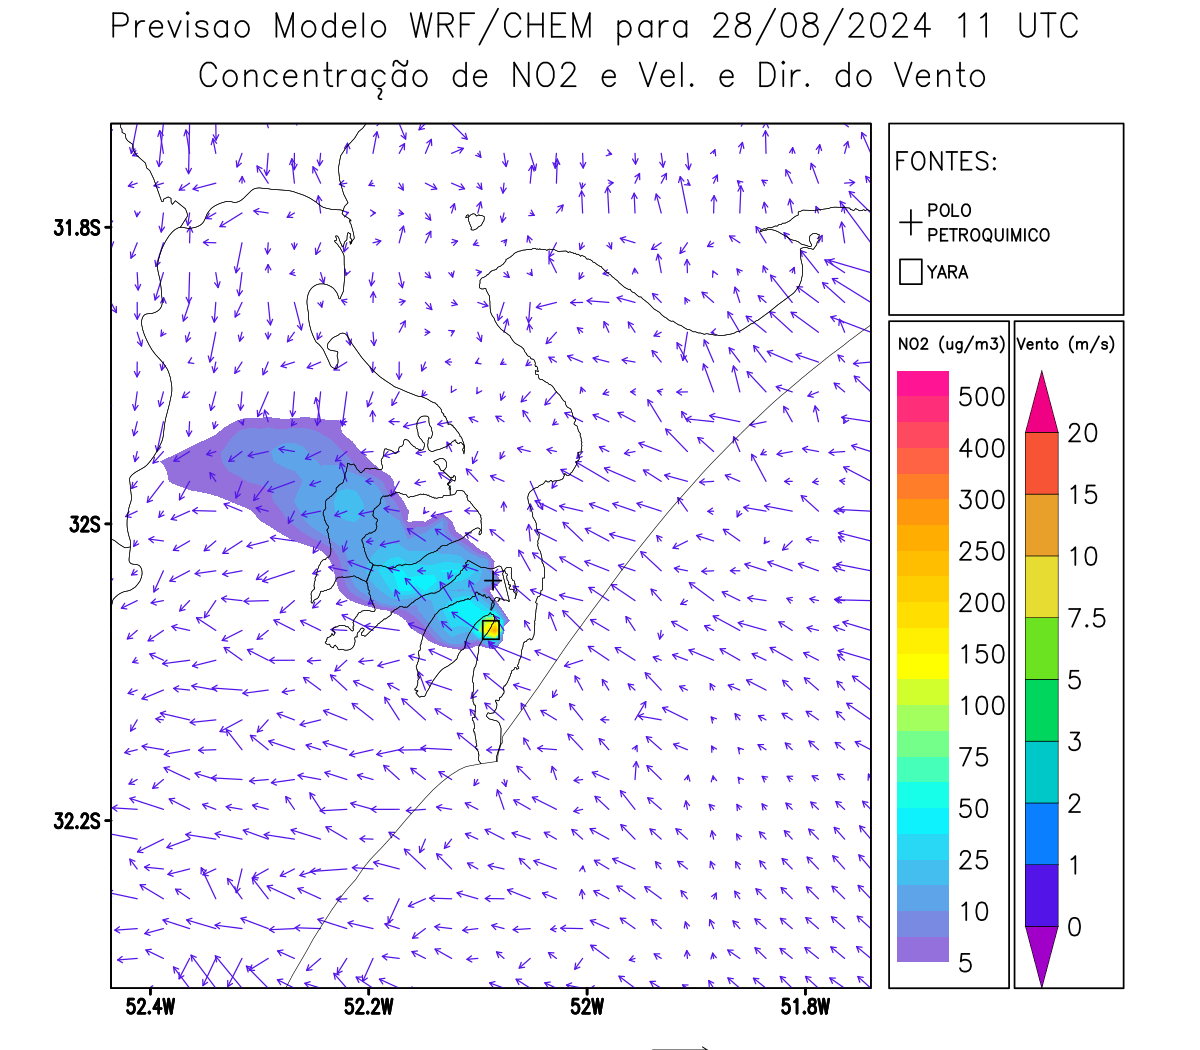 Previsao Modelo WRF/CHEM para 28/08/2024 11 UTC
Concentração de NO2 e Vel. e Dir. do Vento
FONTES:
POLO
PETROQUIMICO
YARA
NO2 (ug/m3)
500
400
300
250
200
150
100
75
50
25
10
5
Vento (m/s)
20
15
10
7.5
5
3
2
1
0
31.8S
32S
32.2S
52.4W
52.2W
52W
51.8W